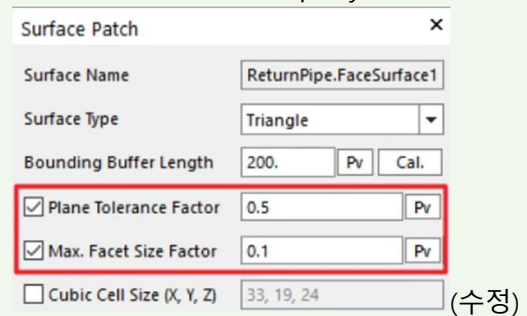 Surface Patch ×
Surface Name ReturnPipe.FaceSurface1
Surface Type Triangle
Bounding Buffer Length 200. Pv Cal.
Plane Tolerance Factor 0.5 Pv
Max. Facet Size Factor 0.1 Pv
Cubic Cell Size (X, Y, Z) 33, 19, 24 (수정)